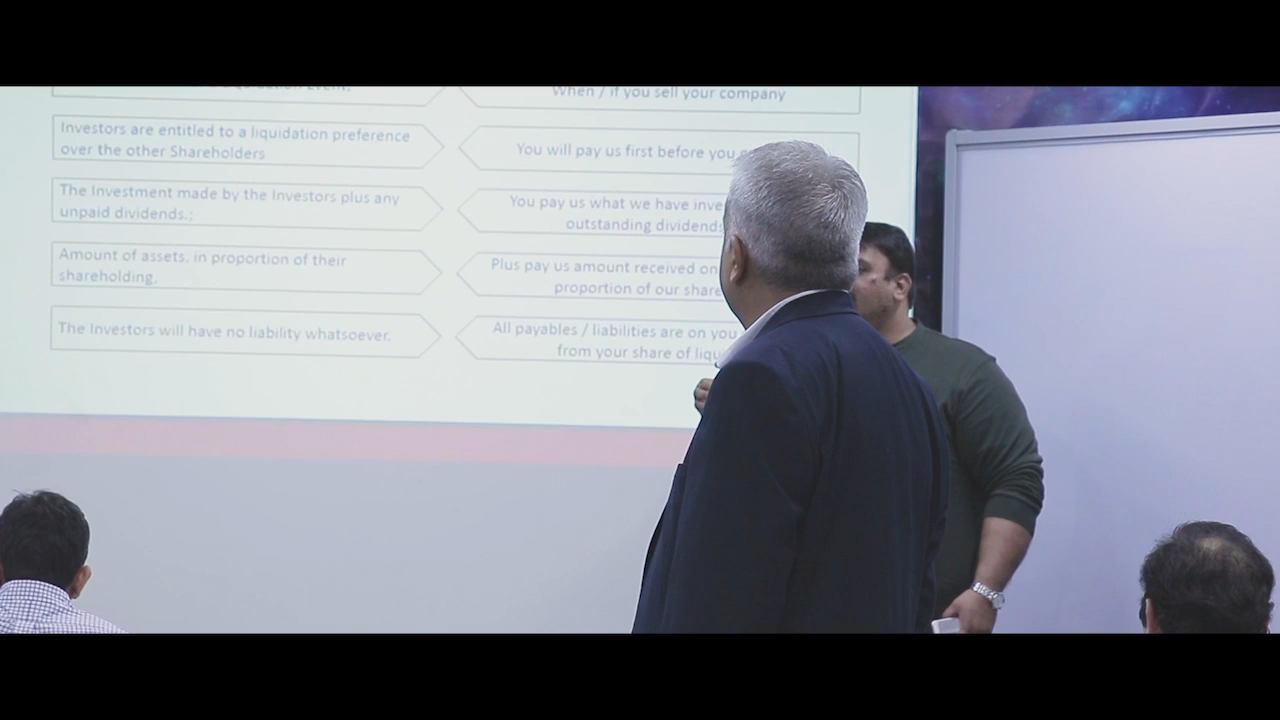 When / if you sell your company
Investors are entitled to a liquidation preference
over the other Shareholders
You will pay us first before you
The Investment made by the Investors plus any
unpaid dividends.;
You pay us what we have
outstanding dividends
Amount of assets, in proportion of their
shareholding,
Plus pay us amount received on
proportion of our
The Investors will have no liability whatsoever.
All payables / liabilities are on you
from your share of